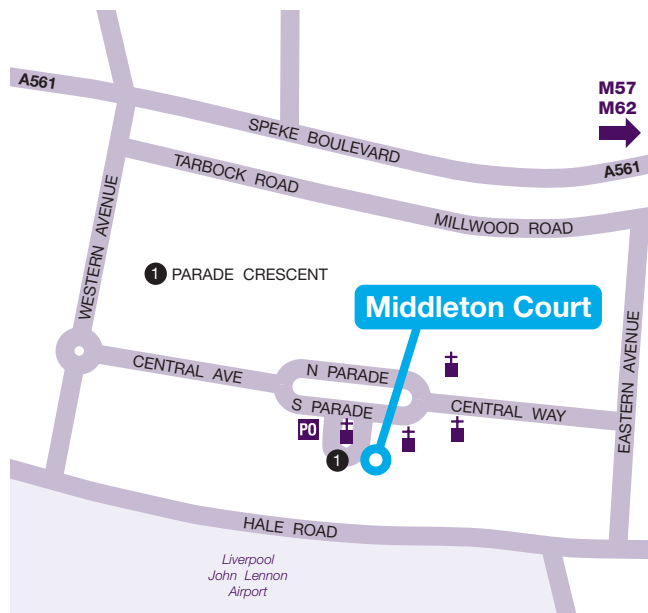 A561
M57
M62
SPEKE BOULEVARD
A561
TARBOCK ROAD
MILLWOOD ROAD
WESTERN AVENUE
1 PARADE CRESCENT
Middleton Court
N PARADE
CENTRAL AVE
S PARADE
CENTRAL WAY
EASTERN AVENUE
PO
1
HALE ROAD
Liverpool
John Lennon
Airport